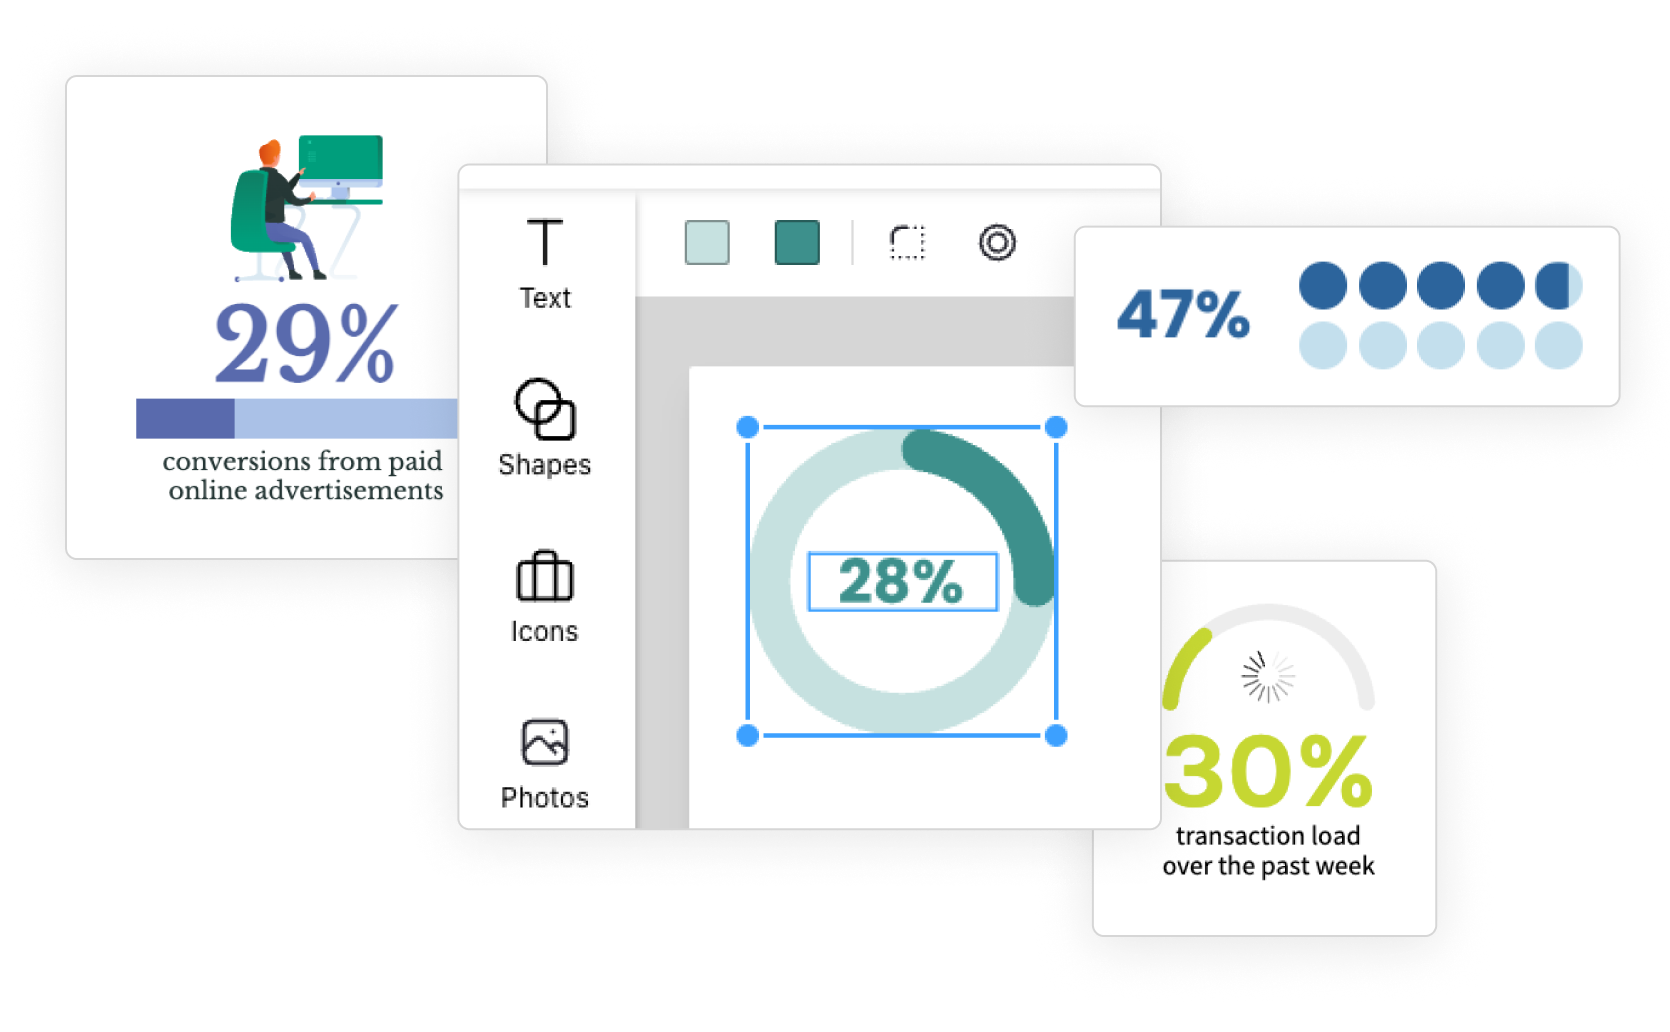 29%
conversions from paid
online advertisements
Text
Shapes
Icons
Photos
28%
47%
30%
transaction load
over the past week